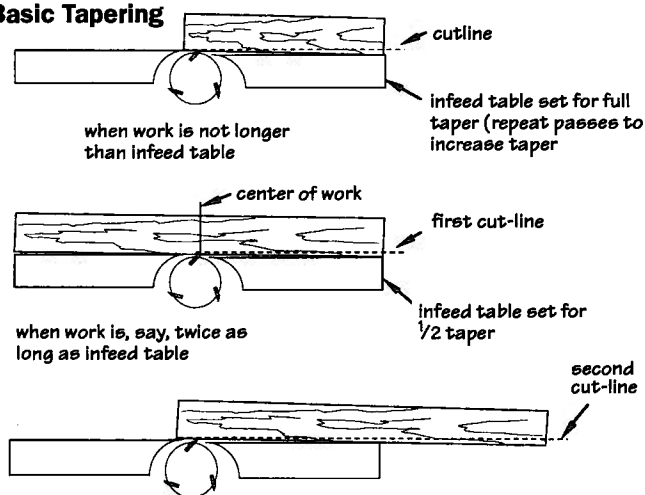 Basic Tapering
cutline
infeed table set for full
taper (repeat passes to
increase taper
when work is not longer
than infeed table
center of work
first cut-line
infeed table set for
1/2 taper
when work is, say, twice as
long as infeed table
second
cut-line